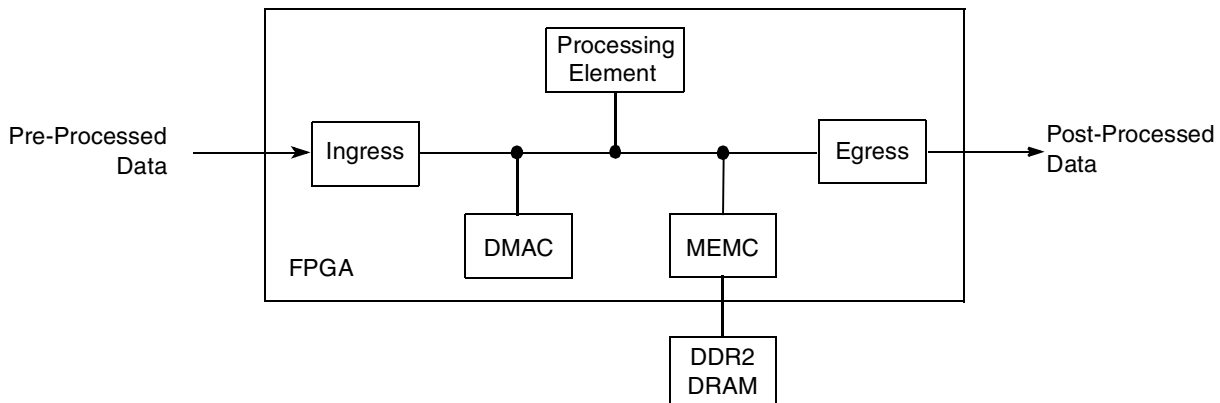 Processing
Element
Pre-Processed
Data
Ingress
Egress
Post-Processed
Data
DMAC
MEMC
FPGA
DDR2
DRAM